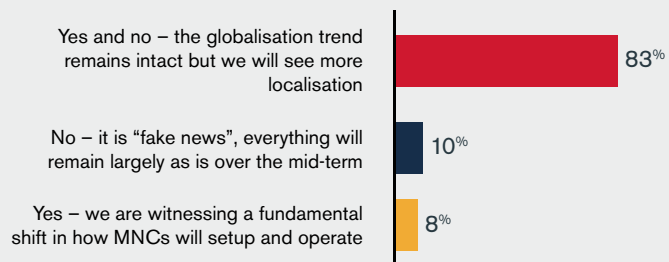 Yes and no – the globalisation trend
remains intact but we will see more
localisation
83%
No – it is “fake news”, everything will
remain largely as is over the mid-term
10%
Yes – we are witnessing a fundamental
shift in how MNCs will setup and operate
8%